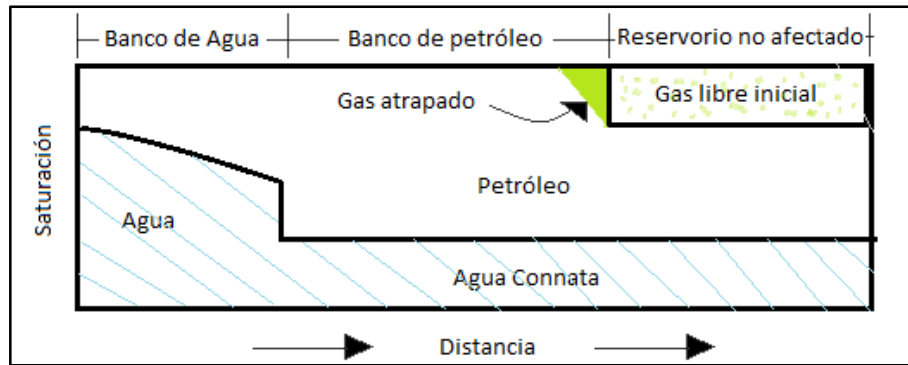 Banco de Agua
Banco de petróleo
Reservorio no afectado
Gas atrapado
Gas libre inicial
Saturación
Petróleo
Agua
Agua Connata
Distancia